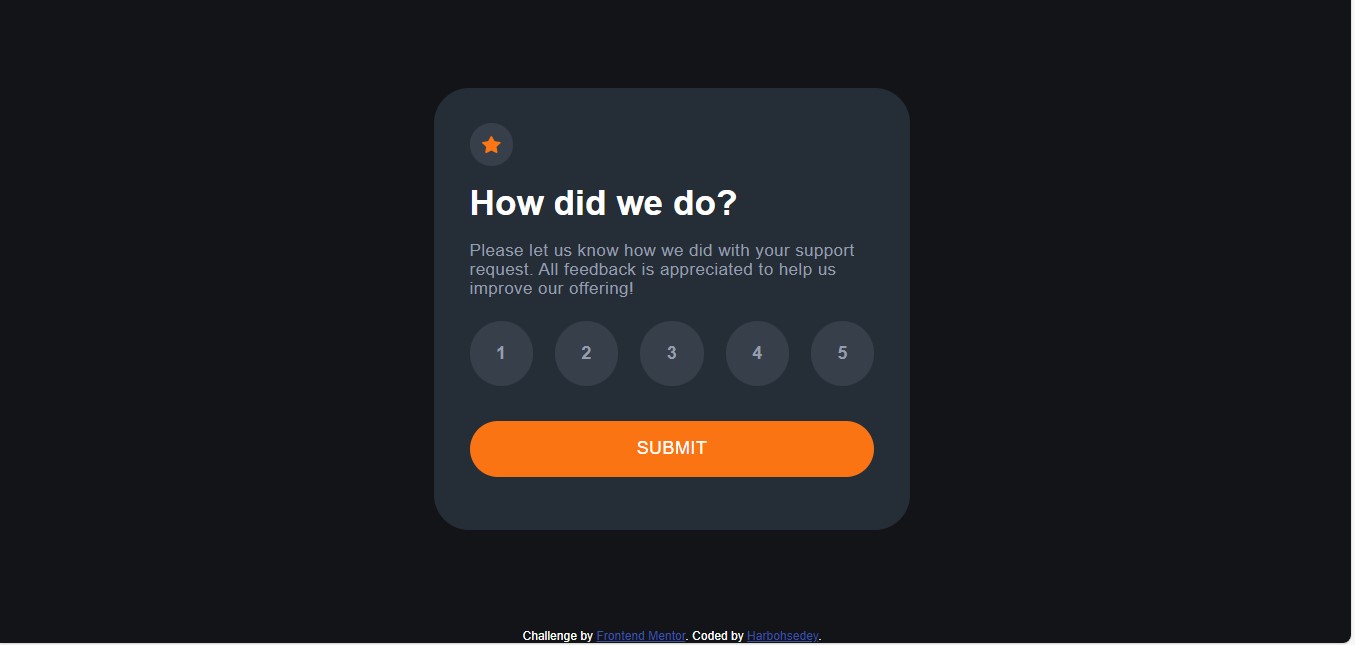 How did we do?
Please let us know how we did with your support
request. All feedback is appreciated to help us
improve our offering!
1 2 3 4 5
SUBMIT
Challenge by Frontend Mentor. Coded by Harbohsedey.